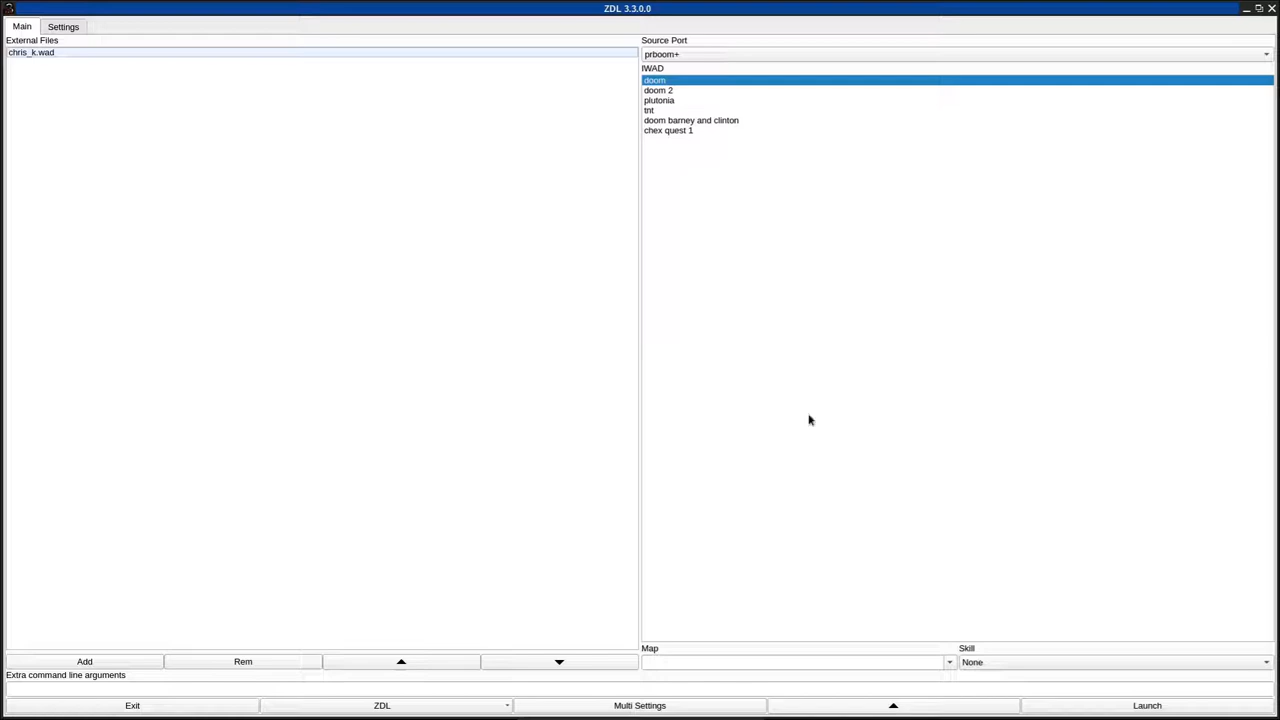 ZDL 3.3.0.0
Main Settings
External Files
chris_k.wad
Source Port
prboom+
IWAD
doom
doom 2
plutonia
tnt
doom barney and clinton
chex quest 1
Map Skill
None
Add Rem
Extra command line arguments
Exit ZDL Multi Settings Launch